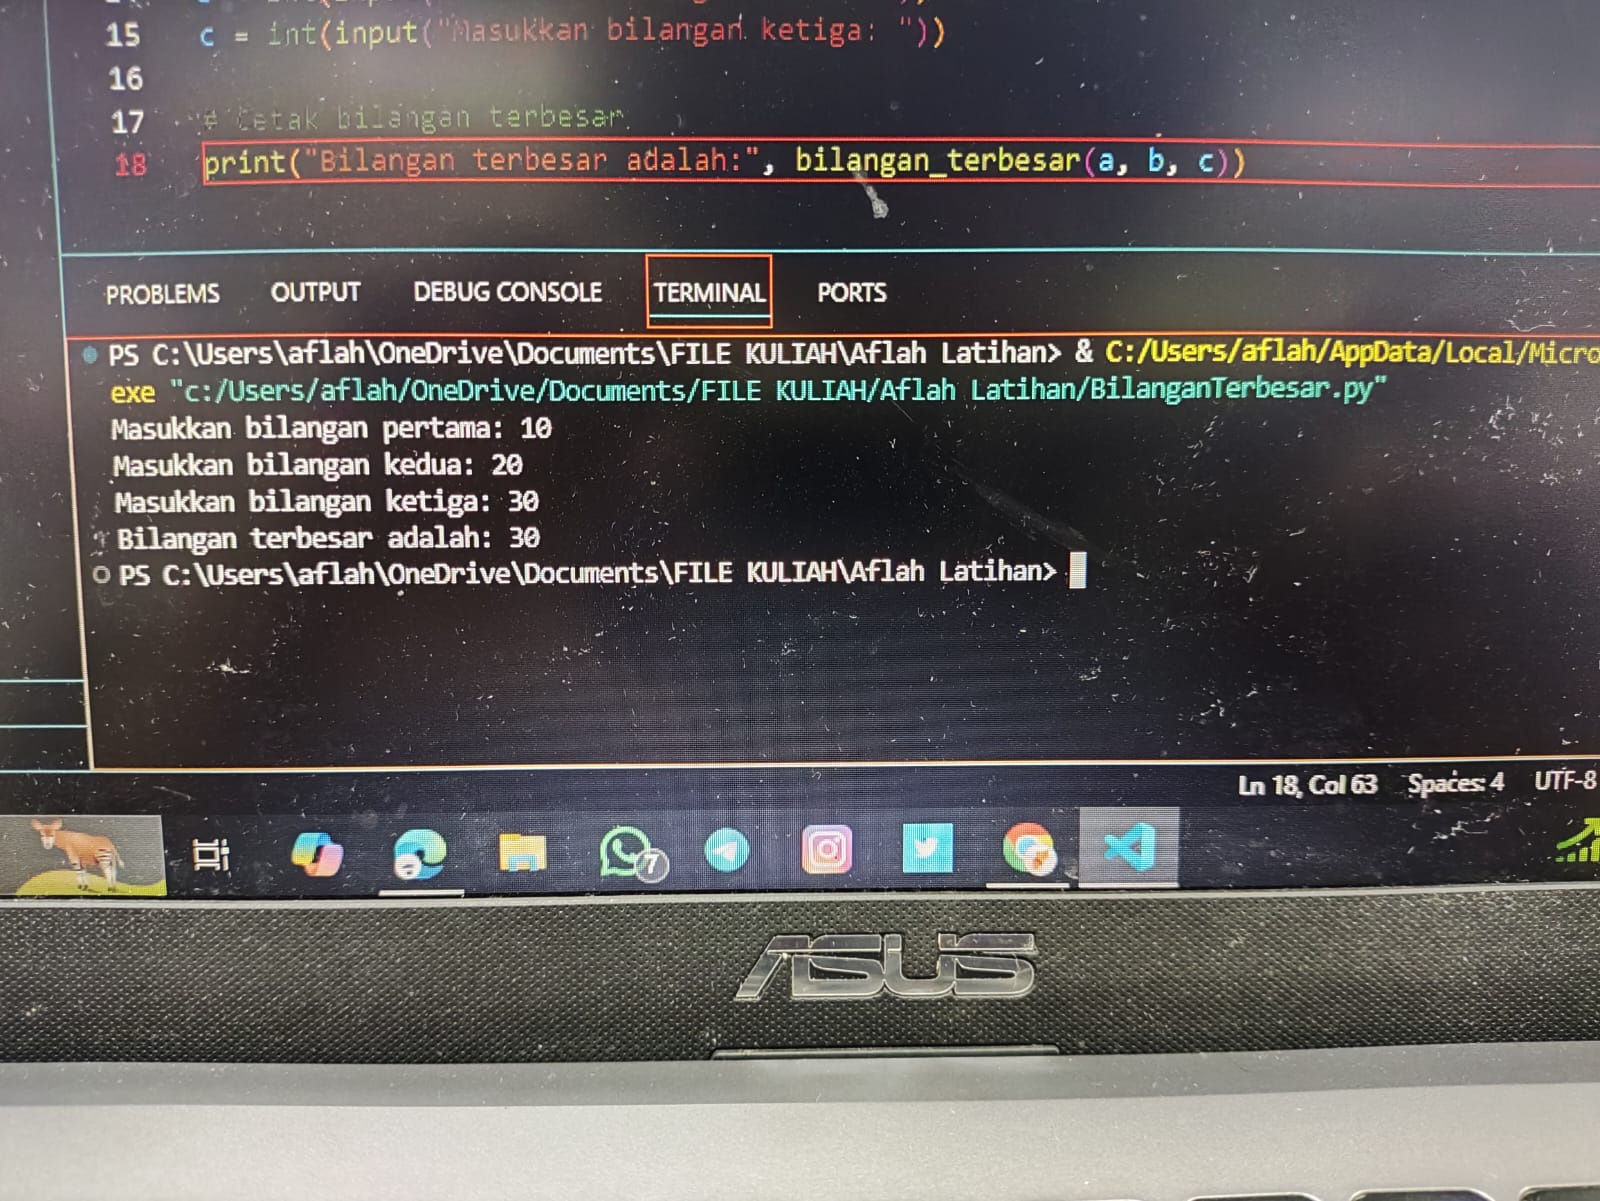 15 c = int(input("Masukkan bilangan ketiga: "))
16
17 # Cetak bilangan terbesar
18 print("Bilangan terbesar adalah:", bilangan_terbesar(a, b, c))
PROBLEMS OUTPUT DEBUG CONSOLE TERMINAL PORTS
PS C:\Users\aflah\OneDrive\Documents\FILE KULIAH\Aflah Latihan> & C:/Users/aflah/AppData/Local/Micro
exe "c:/Users/aflah/OneDrive/Documents/FILE KULIAH/Aflah Latihan/BilanganTerbesar.py"
Masukkan bilangan pertama: 10
Masukkan bilangan kedua: 20
Masukkan bilangan ketiga: 30
Bilangan terbesar adalah: 30
PS C:\Users\aflah\OneDrive\Documents\FILE KULIAH\Aflah Latihan>
Ln 18, Col 63 Spaces: 4 UTF-8
7
ASUS